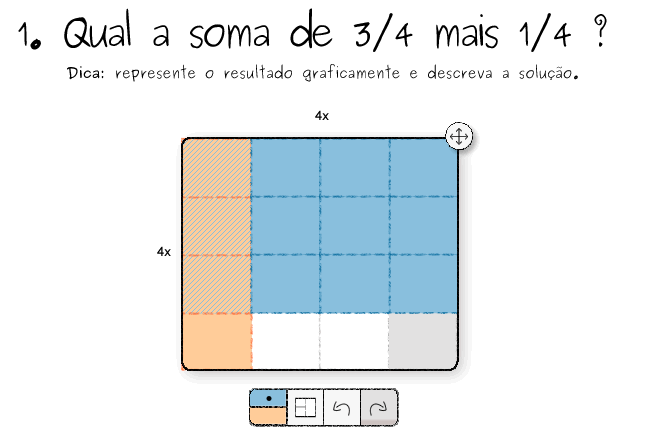 1. Qual a soma de 3/4 mais 1/4 ?
Dica: represente o resultado graficamente e descreva a solução.
4x
4x